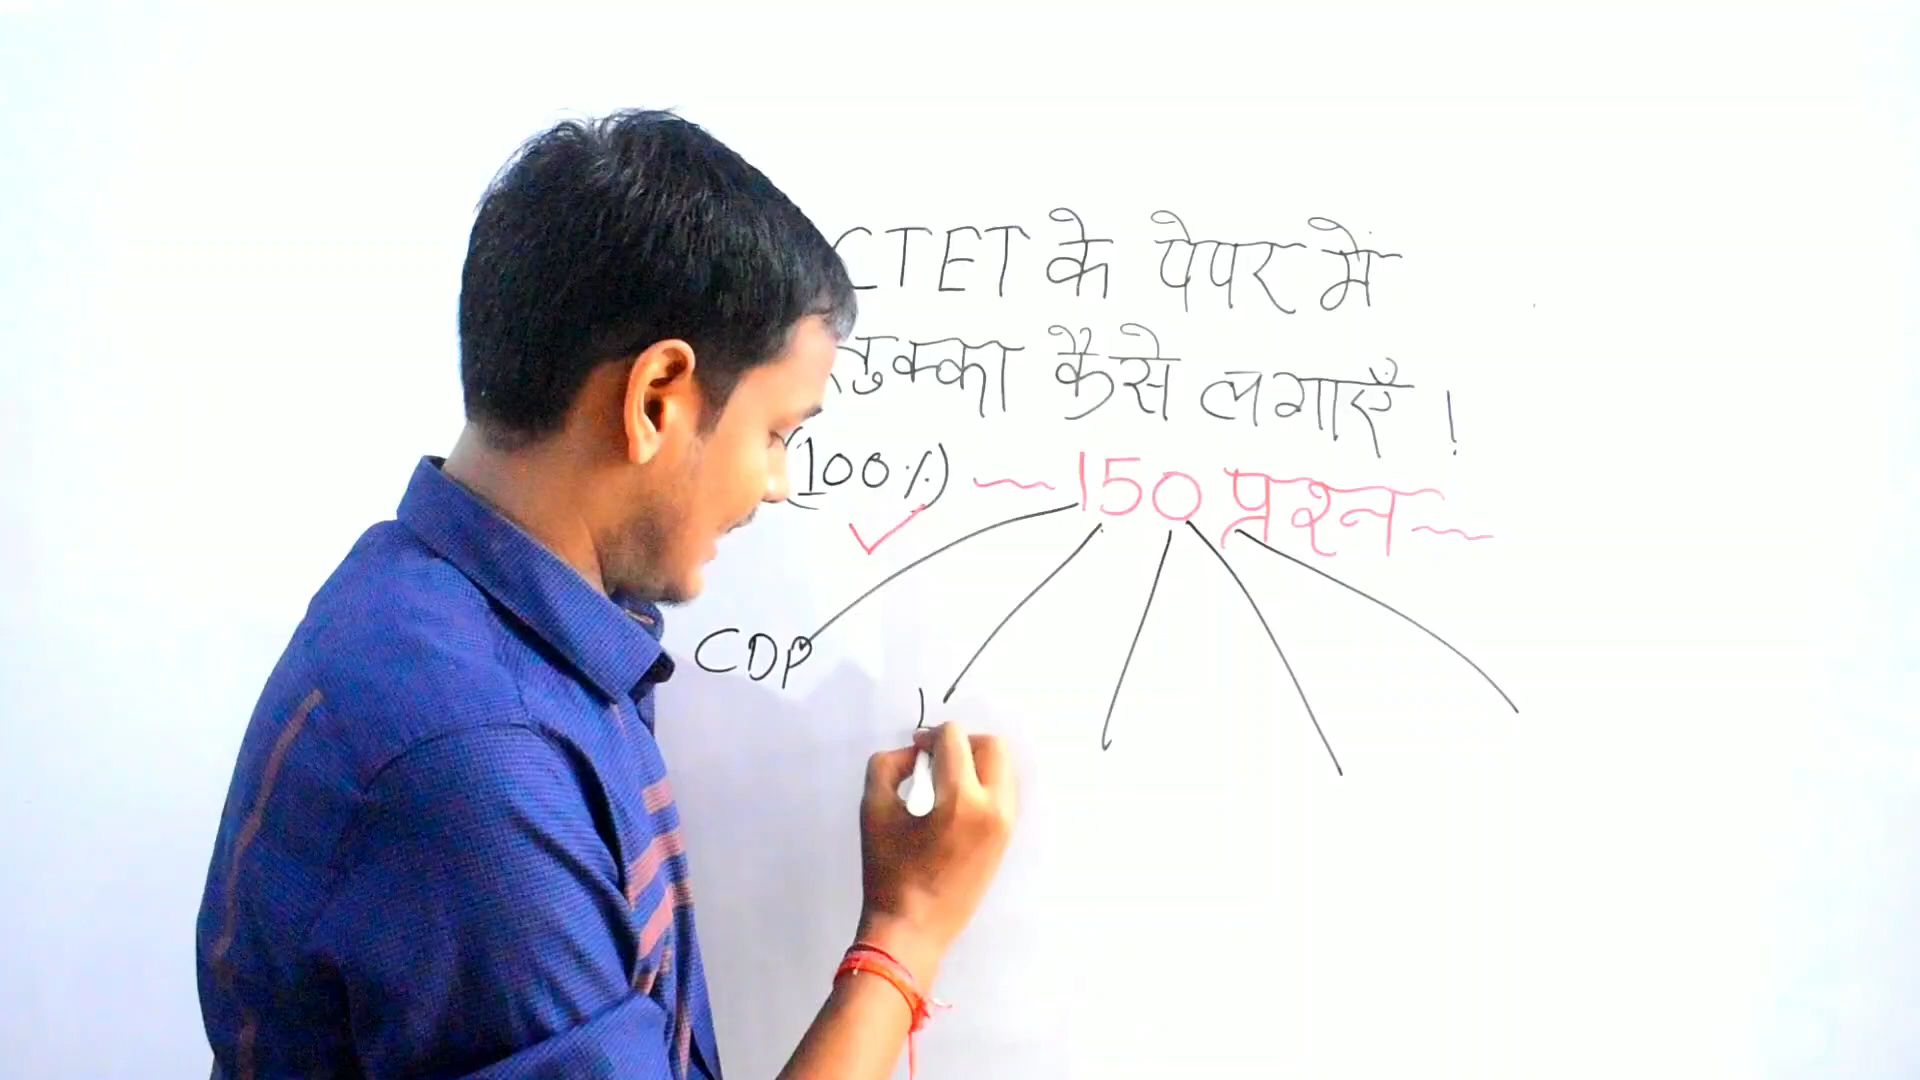 CTET के पेपर में
तुक्का कैसे लगाएँ !
(100%) 150 प्रश्न
CDP